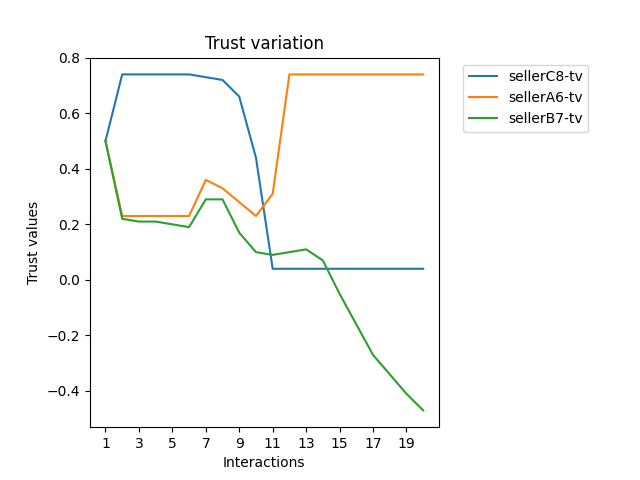 Trust variation
sellerC8-tv
sellerA6-tv
sellerB7-tv
Trust values
0.8
0.6
0.4
0.2
0.0
−0.2
−0.4
1 3 5 7 9 11 13 15 17 19
Interactions